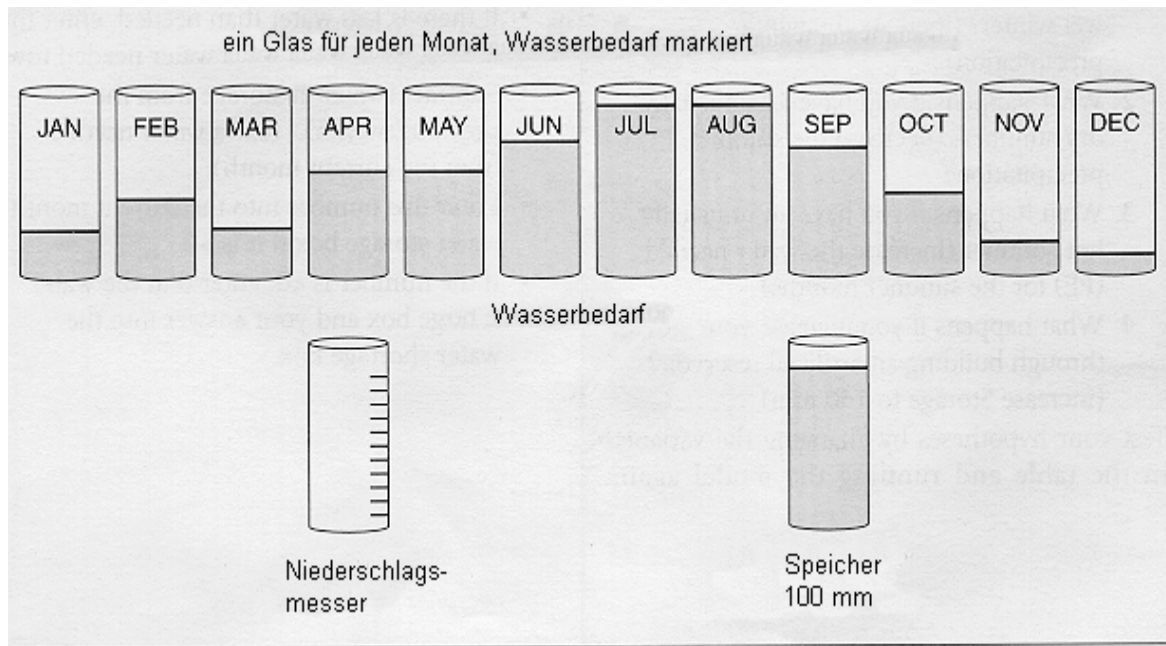 ein Glas für jeden Monat, Wasserbedarf markiert
JAN FEB MAR APR MAY JUN JUL AUG SEP OCT NOV DEC
Wasserbedarf
Niederschlags-
messer
Speicher
100 mm